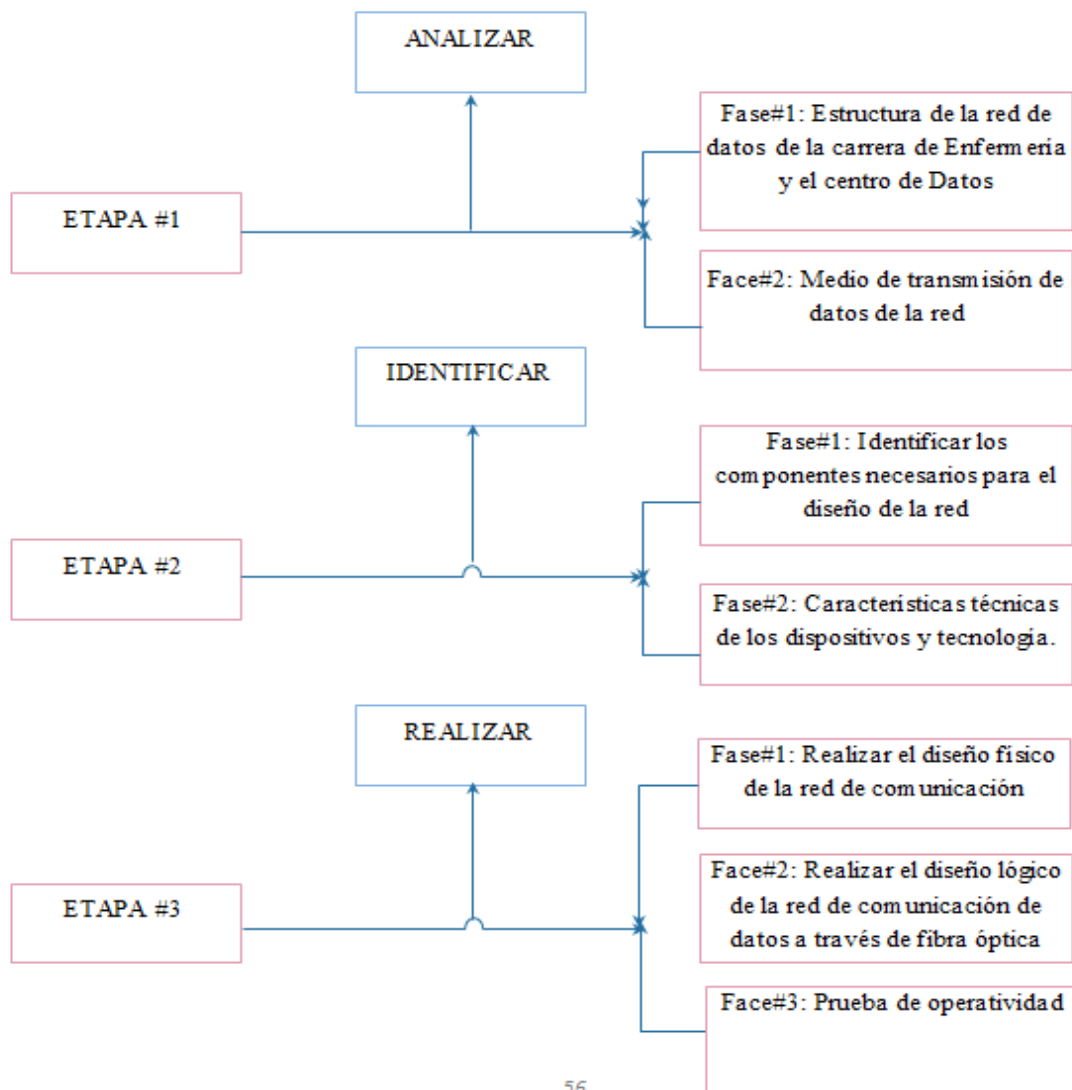 ANALIZAR
Fase#1: Estructura de la red de
datos de la carrera de Enfermeria
y el centro de Datos
ETAPA #1
Face#2: Medio de transmisión de
datos de la red
IDENTIFICAR
Fase#1: Identificar los
componentes necesarios para el
diseño de la red
ETAPA #2
Fase#2: Características técnicas
de los dispositivos y tecnología.
REALIZAR
Fase#1: Realizar el diseño físico
de la red de comunicación
ETAPA #3
Face#2: Realizar el diseño lógico
de la red de comunicación de
datos a través de fibra óptica
Face#3: Prueba de operatividad
56